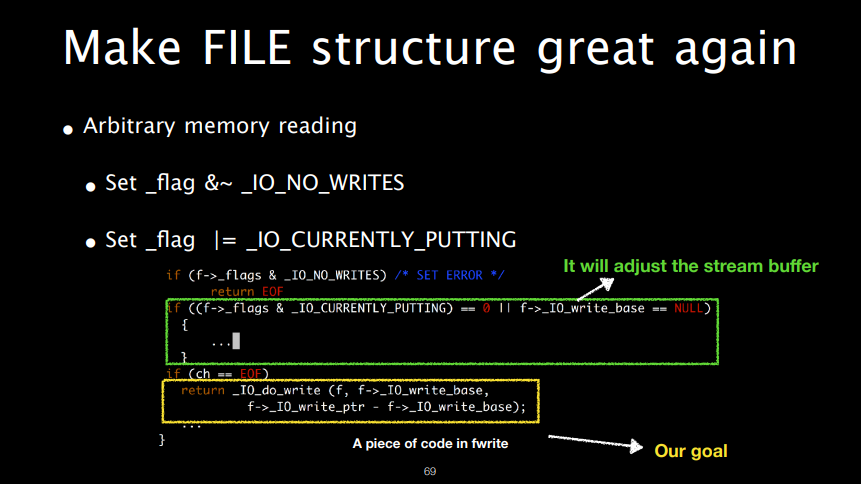 Make FILE structure great again
• Arbitrary memory reading
• Set _flag &~ _IO_NO_WRITES
• Set _flag |= _IO_CURRENTLY_PUTTING
It will adjust the stream buffer
if (f->_flags & _IO_NO_WRITES) /* SET ERROR */
return EOF
if ((f->_flags & _IO_CURRENTLY_PUTTING) == 0 || f->_IO_write_base == NULL)
{
...
}
if (ch == EOF)
return _IO_do_write (f, f->_IO_write_base,
f->_IO_write_ptr - f->_IO_write_base);
...
}
A piece of code in fwrite
Our goal
69